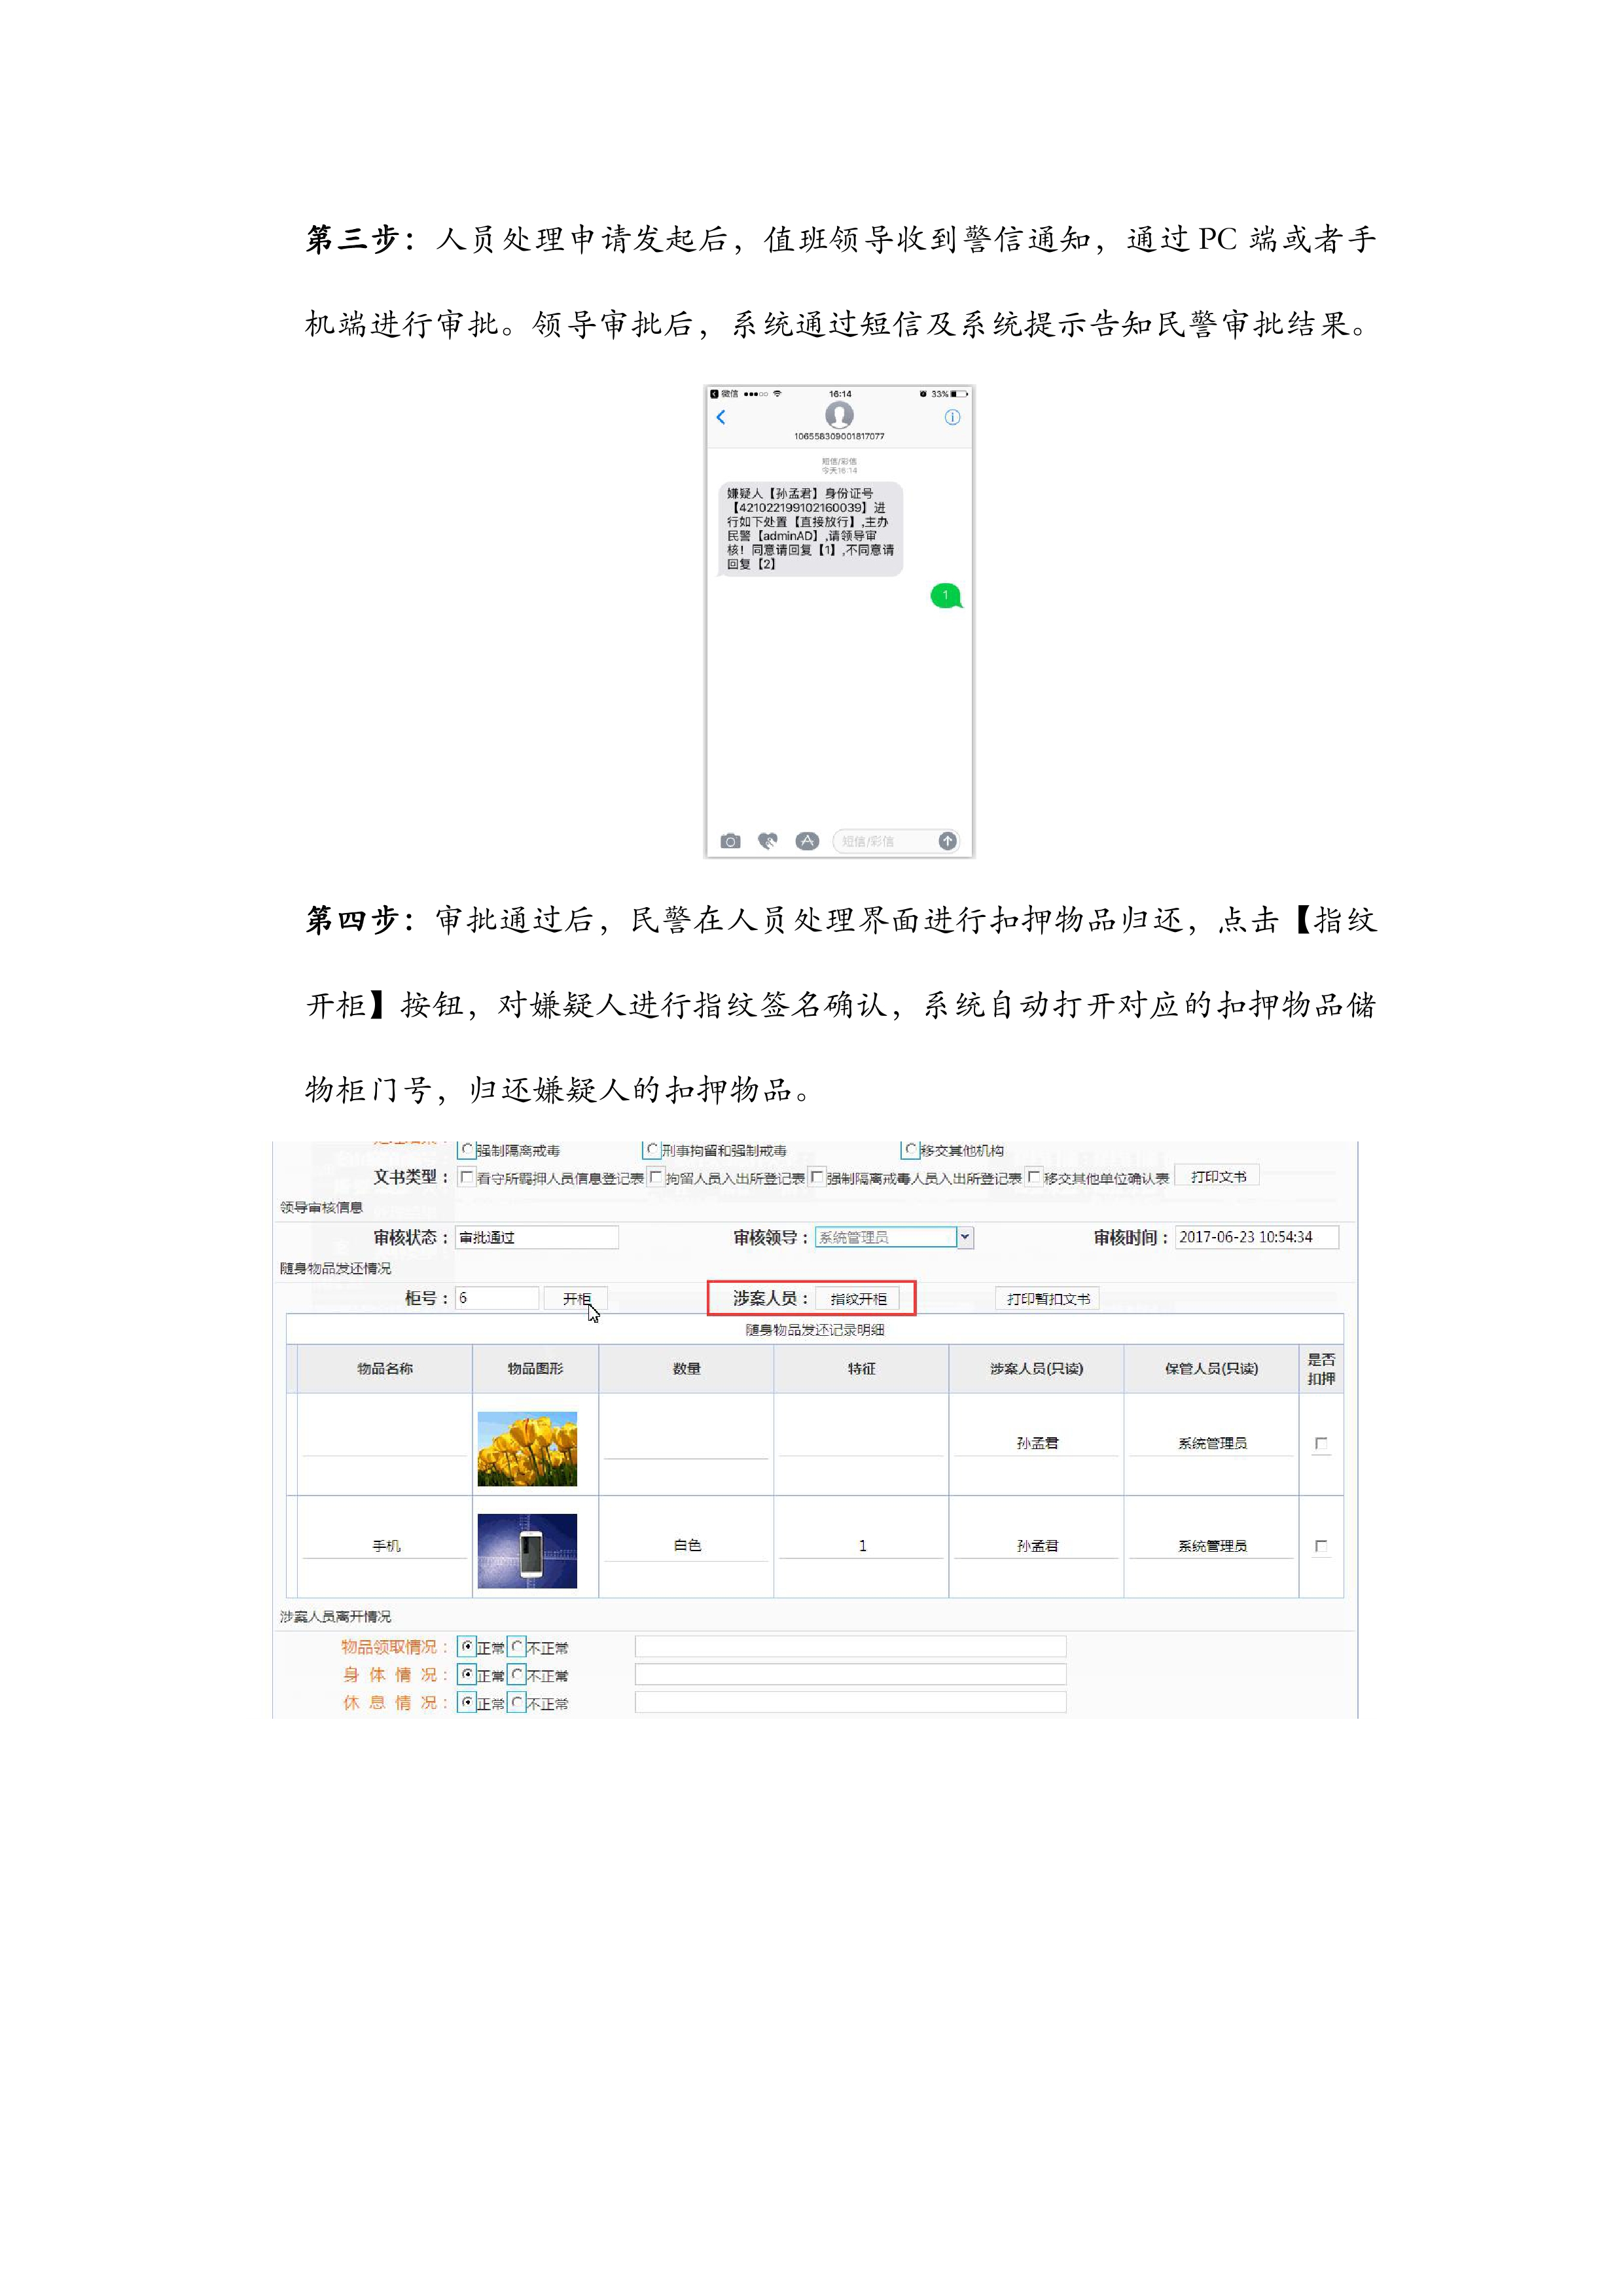 第三步：人员处理申请发起后，值班领导收到警信通知，通过 PC 端或者手
机端进行审批。领导审批后，系统通过短信及系统提示告知民警审批结果。
微信 16:14 33%
106558309001817077
短信/彩信
今天16:14
嫌疑人【孙孟君】身份证号
【421022199102160039】进
行如下处置【直接放行】,主办
民警【adminAD】,请领导审
核！同意请回复【1】,不同意请
回复【2】
1
短信/彩信
第四步：审批通过后，民警在人员处理界面进行扣押物品归还，点击【指纹
开柜】按钮，对嫌疑人进行指纹签名确认，系统自动打开对应的扣押物品储
物柜门号，归还嫌疑人的扣押物品。
强制隔离戒毒 刑事拘留和强制戒毒 移交其他机构
文书类型： 看守所羁押人员信息登记表 拘留人员入出所登记表 强制隔离戒毒人员入出所登记表 移交其他单位确认表 打印文书
领导审核信息
审核状态： 审批通过 审核领导： 系统管理员 审核时间： 2017-06-23 10:54:34
随身物品发还情况
柜号： 6 开柜 涉案人员： 指纹开柜 打印暂扣文书
随身物品发还记录明细
物品名称 物品图形 数量 特征 涉案人员(只读) 保管人员(只读) 是否扣押
孙孟君 系统管理员
手机 白色 1 孙孟君 系统管理员
涉案人员离开情况
物品领取情况： 正常 不正常
身体情况： 正常 不正常
休息情况： 正常 不正常